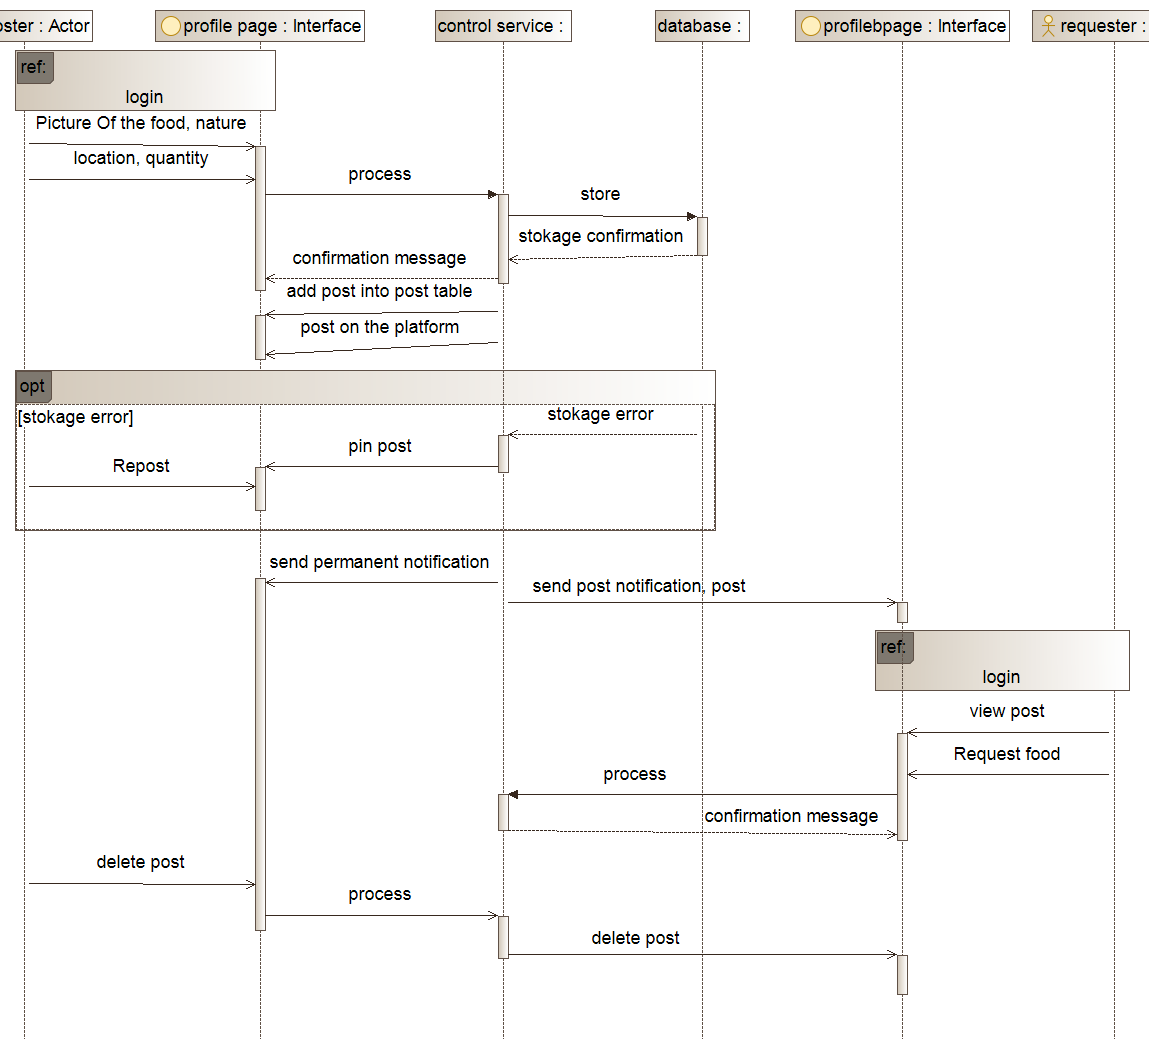 oster : Actor
profile page : Interface
control service :
database :
profilebpage : Interface
requester :
ref:
login
Picture Of the food, nature
location, quantity
process
store
stokage confirmation
confirmation message
add post into post table
post on the platform
opt
[stokage error]
stokage error
pin post
Repost
send permanent notification
send post notification, post
ref:
login
view post
Request food
process
confirmation message
delete post
process
delete post